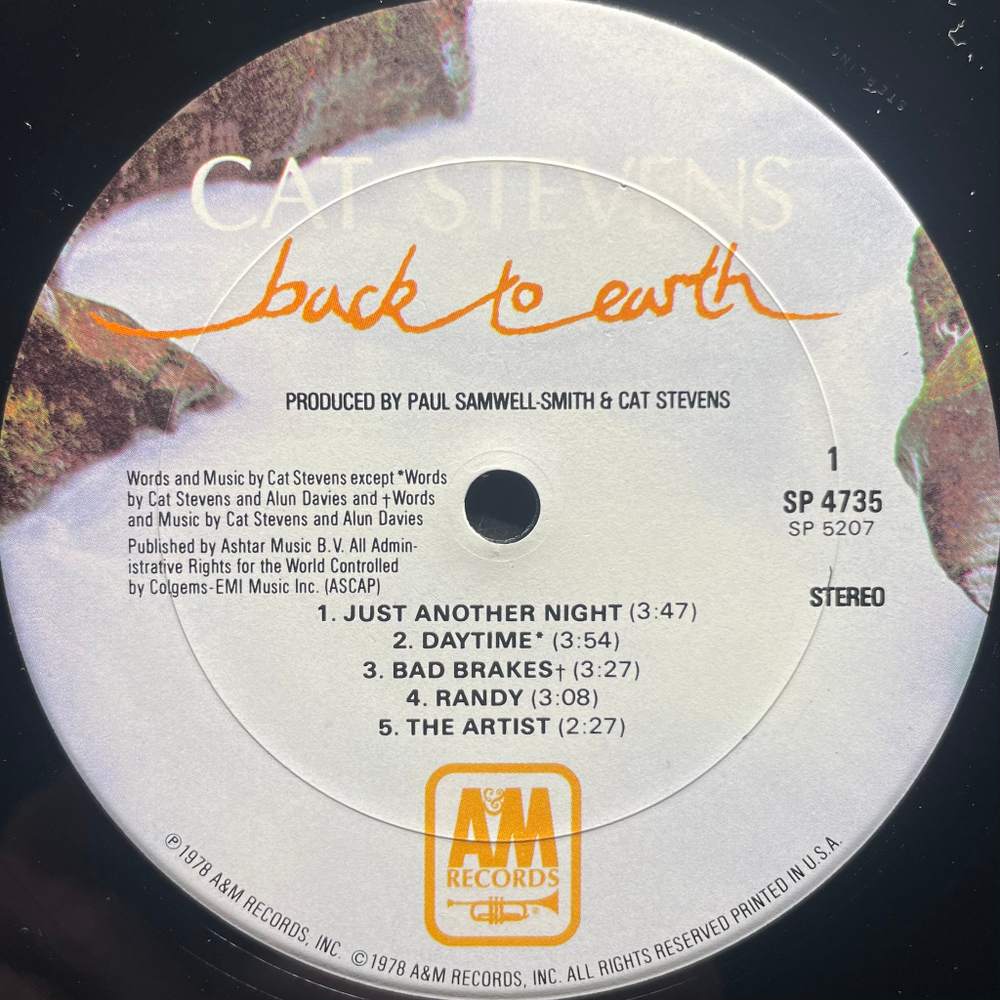 CAT STEVENS
back to earth
PRODUCED BY PAUL SAMWELL-SMITH & CAT STEVENS
Words and Music by Cat Stevens except *Words
by Cat Stevens and Alun Davies and †Words
and Music by Cat Stevens and Alun Davies
Published by Ashtar Music B.V. All Admin-
istrative Rights for the World Controlled
by Colgems-EMI Music Inc. (ASCAP)
1
SP 4735
SP 5207
STEREO
1. JUST ANOTHER NIGHT (3:47)
2. DAYTIME* (3:54)
3. BAD BRAKES† (3:27)
4. RANDY (3:08)
5. THE ARTIST (2:27)
A&M
RECORDS
®
℗1978 A&M RECORDS, INC. ©1978 A&M RECORDS, INC. ALL RIGHTS RESERVED PRINTED IN U.S.A.
STERLING